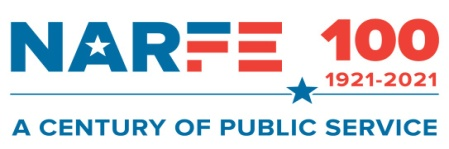 NARFE 100
1921-2021
A CENTURY OF PUBLIC SERVICE